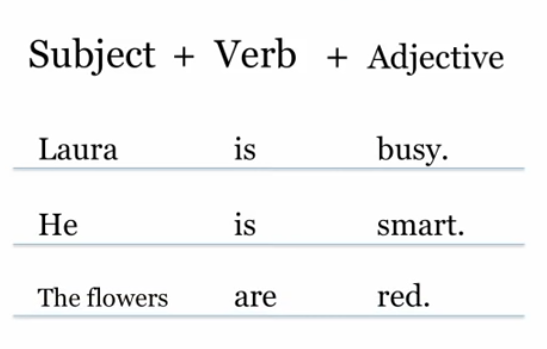 Subject + Verb + Adjective
Laura is busy.
He is smart.
The flowers are red.